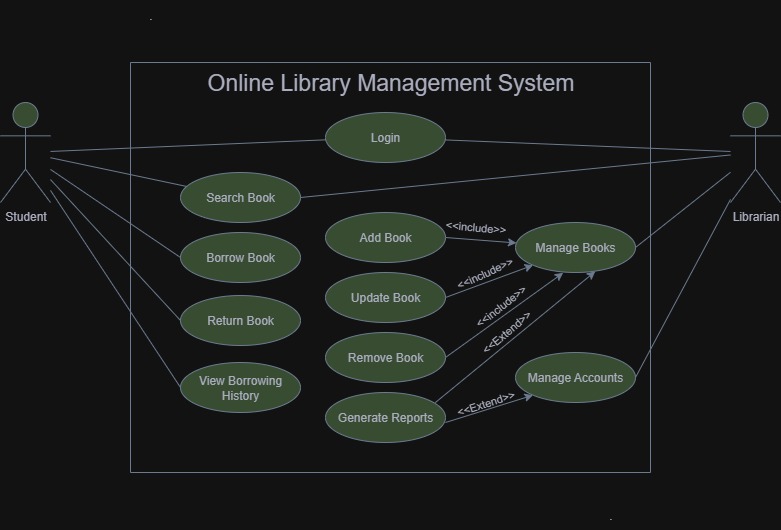 Online Library Management System
Login
Student
Librarian
Search Book
Borrow Book
Return Book
View Borrowing
History
Add Book
<<include>>
Manage Books
Update Book
<<include>>
Remove Book
<<include>>
<<Extend>>
Manage Accounts
Generate Reports
<<Extend>>